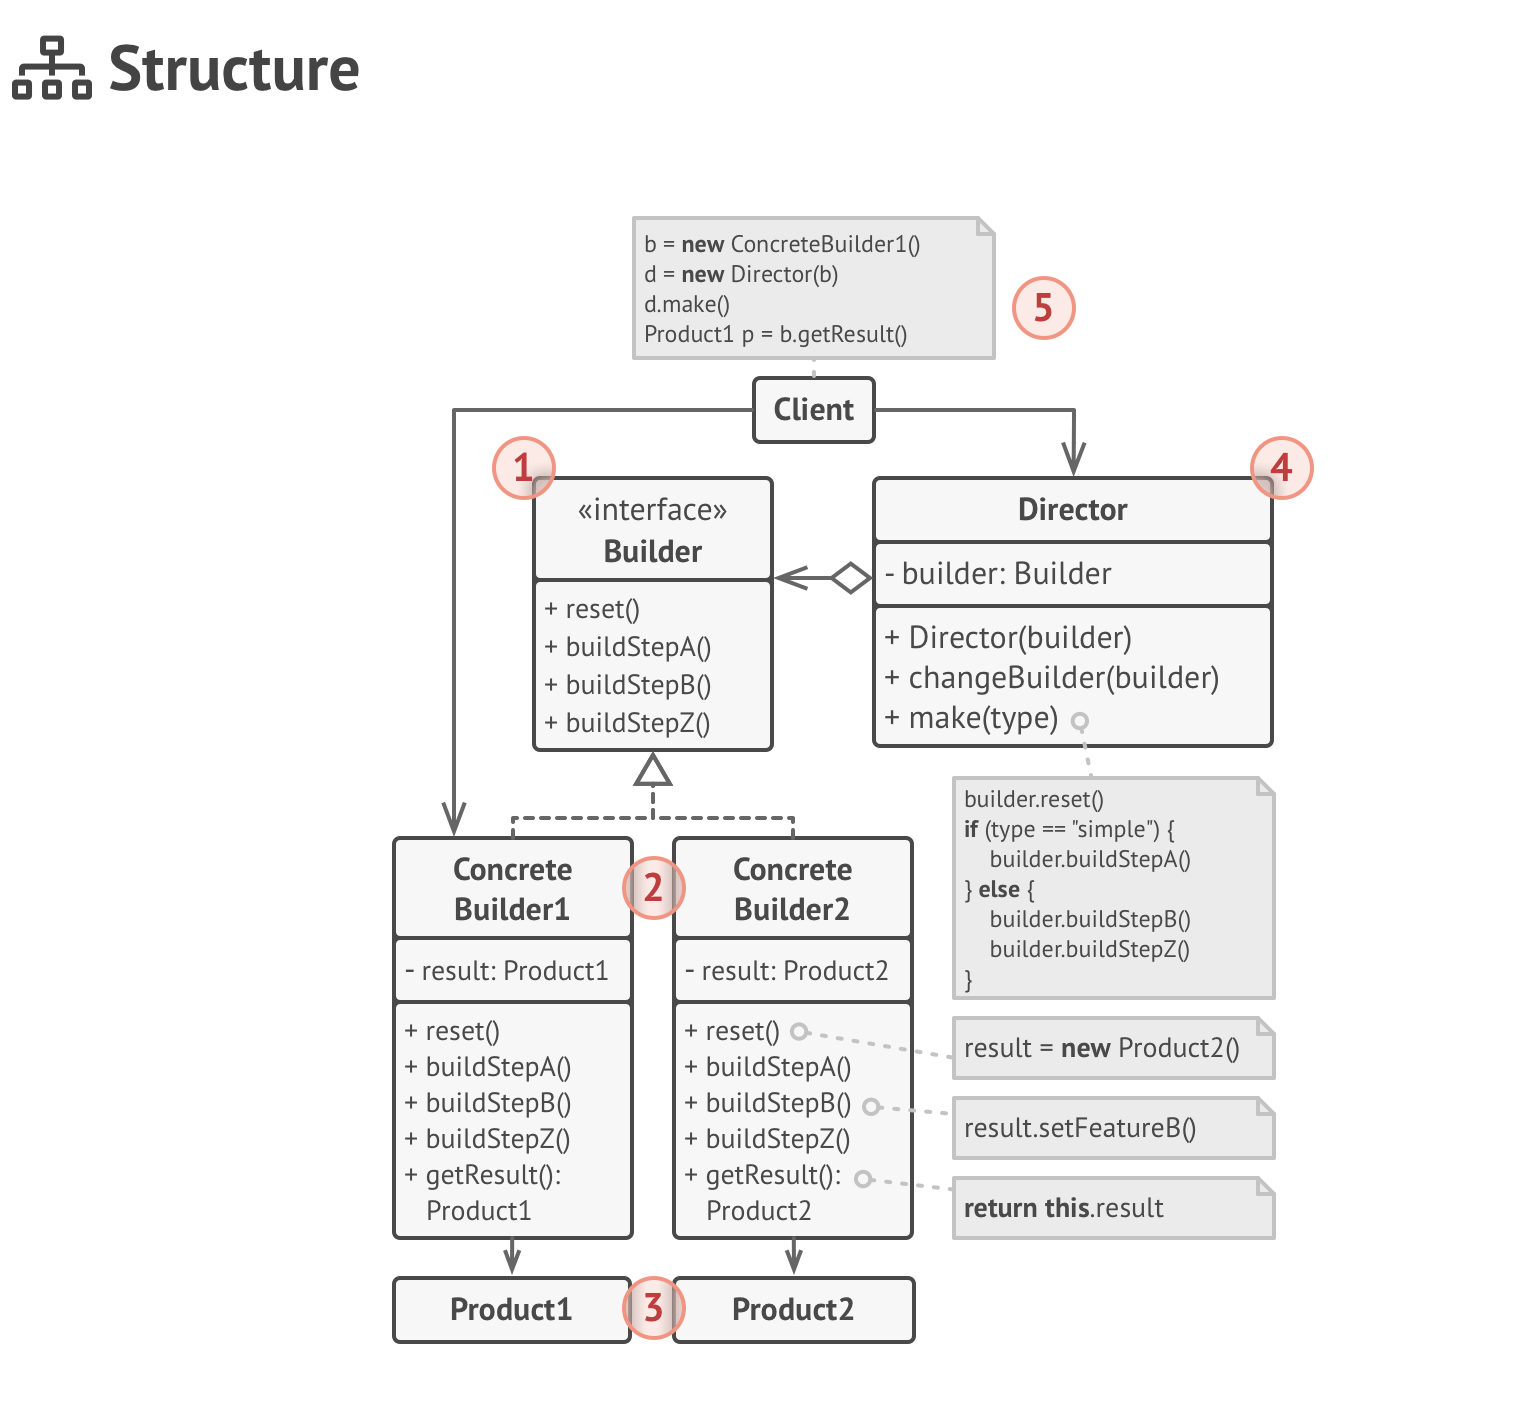 Structure
b = new ConcreteBuilder1()
d = new Director(b)
d.make()
Product1 p = b.getResult()
5
Client
1
«interface»
Builder
+ reset()
+ buildStepA()
+ buildStepB()
+ buildStepZ()
4
Director
- builder: Builder
+ Director(builder)
+ changeBuilder(builder)
+ make(type)
builder.reset()
if (type == "simple") {
builder.buildStepA()
} else {
builder.buildStepB()
builder.buildStepZ()
}
Concrete
Builder1
- result: Product1
+ reset()
+ buildStepA()
+ buildStepB()
+ buildStepZ()
+ getResult():
Product1
2
Concrete
Builder2
- result: Product2
+ reset()
+ buildStepA()
+ buildStepB()
+ buildStepZ()
+ getResult():
Product2
result = new Product2()
result.setFeatureB()
return this.result
Product1
3
Product2